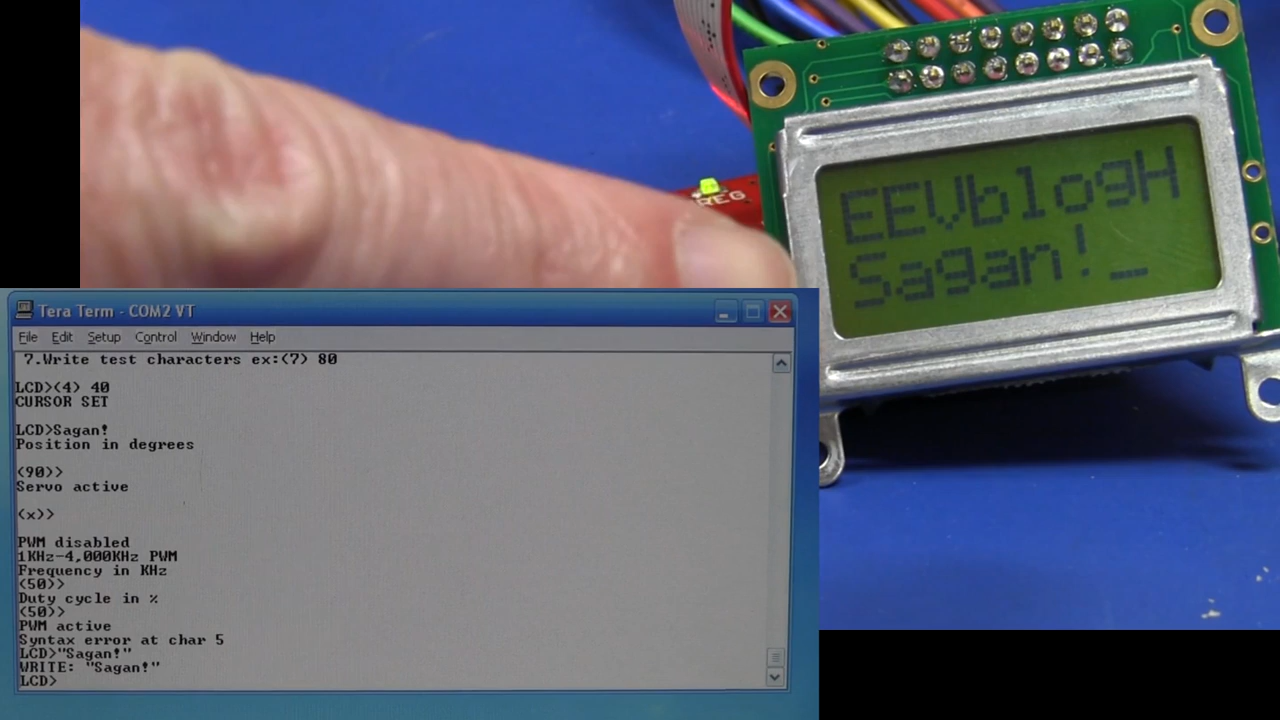 REG
EEVblogH
Sagan!_
Tera Term - COM2 VT
File Edit Setup Control Window Help
7.Write test characters ex:(7) 80
LCD>(4) 40
CURSOR SET
LCD>Sagan!
Position in degrees
(90)>
Servo active
(x)>
PWM disabled
1KHz-4,000KHz PWM
Frequency in KHz
(50)>
Duty cycle in %
(50)>
PWM active
Syntax error at char 5
LCD>"Sagan!"
WRITE: "Sagan!"
LCD>